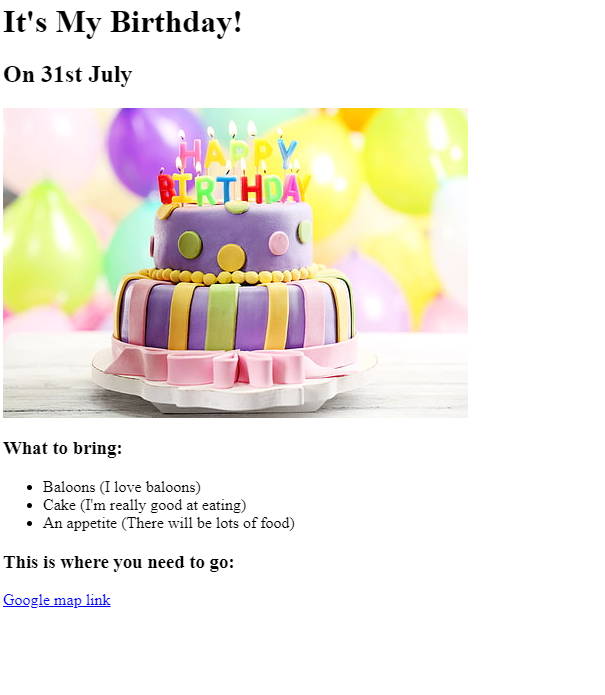 It's My Birthday!
On 31st July
HAPPY
BIRTHDAY
What to bring:
Baloons (I love baloons)
Cake (I'm really good at eating)
An appetite (There will be lots of food)
This is where you need to go:
Google map link